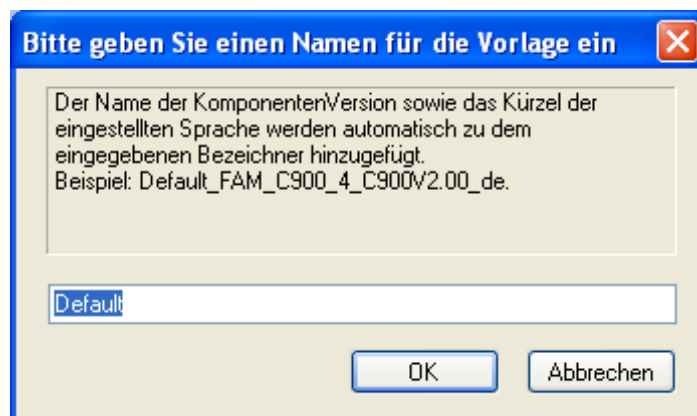 Bitte geben Sie einen Namen für die Vorlage ein
Der Name der KomponentenVersion sowie das Kürzel der
eingestellten Sprache werden automatisch zu dem
eingegebenen Bezeichner hinzugefügt.
Beispiel: Default_FAM_C900_4_C900V2.00_de.
Default
OK Abbrechen